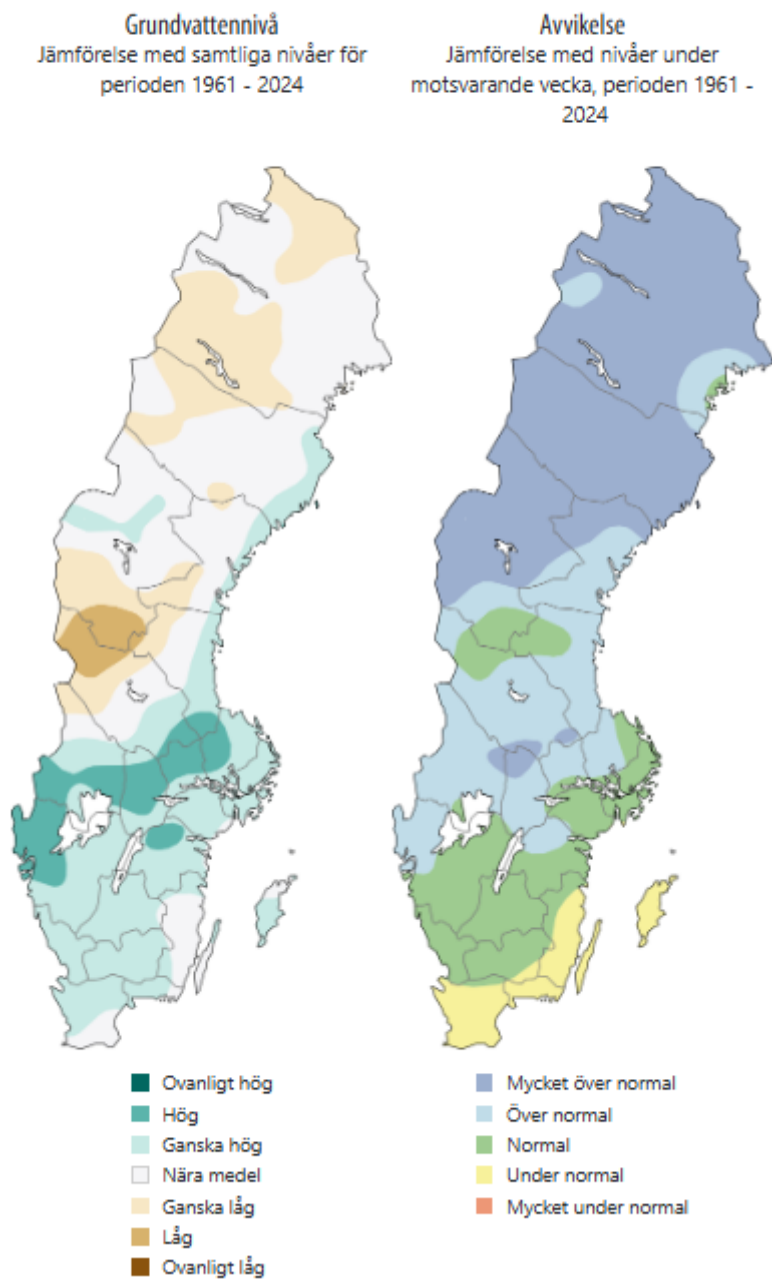 Grundvattennivå
Jämförelse med samtliga nivåer för
perioden 1961 - 2024
Avvikelse
Jämförelse med nivåer under
motsvarande vecka, perioden 1961 -
2024
Ovanligt hög
Hög
Ganska hög
Nära medel
Ganska låg
Låg
Ovanligt låg
Mycket över normal
Över normal
Normal
Under normal
Mycket under normal